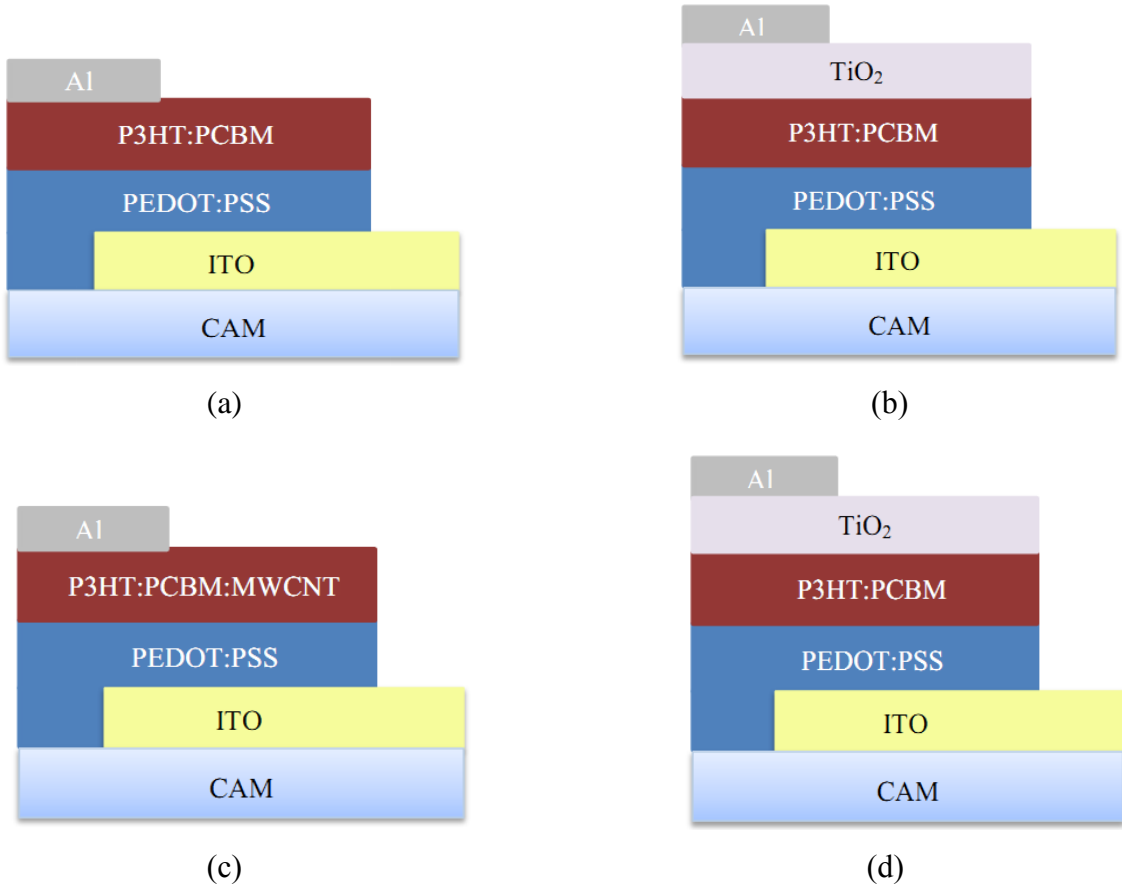 Al
P3HT:PCBM
PEDOT:PSS
ITO
CAM
(a)
Al
TiO₂
P3HT:PCBM
PEDOT:PSS
ITO
CAM
(b)
Al
P3HT:PCBM:MWCNT
PEDOT:PSS
ITO
CAM
(c)
Al
TiO₂
P3HT:PCBM
PEDOT:PSS
ITO
CAM
(d)